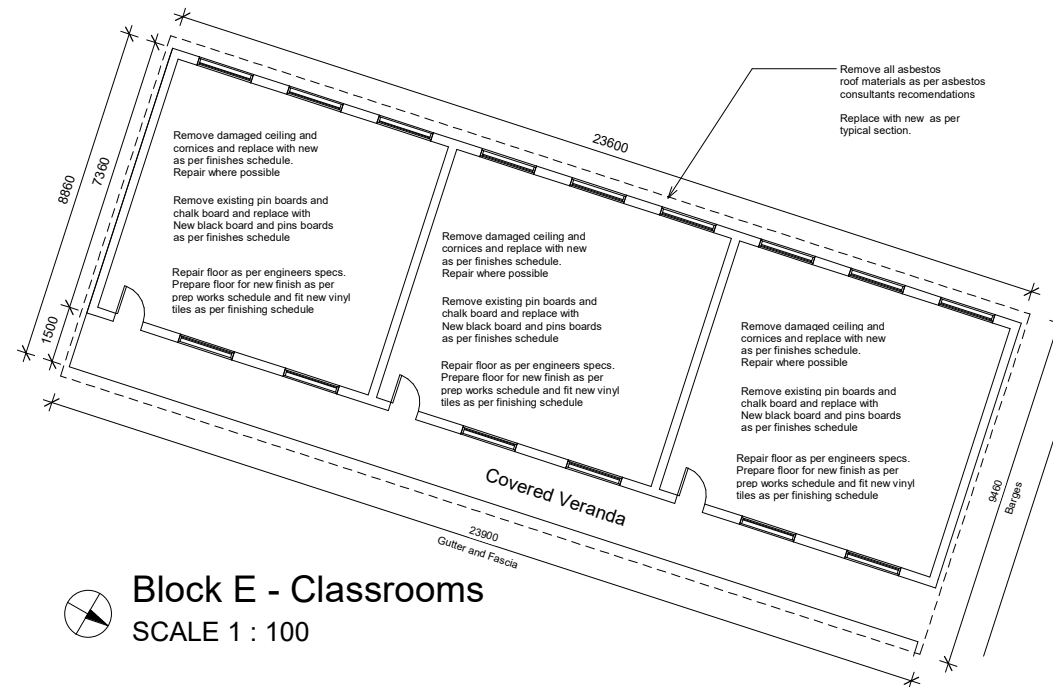 Remove all asbestos
roof materials as per asbestos
consultants recomendations
Replace with new as per
typical section.
23600
8860
7360
1500
Remove damaged ceiling and
cornices and replace with new
as per finishes schedule.
Repair where possible
Remove existing pin boards and
chalk board and replace with
New black board and pins boards
as per finishes schedule
Repair floor as per engineers specs.
Prepare floor for new finish as per
prep works schedule and fit new vinyl
tiles as per finishing schedule
Remove damaged ceiling and
cornices and replace with new
as per finishes schedule.
Repair where possible
Remove existing pin boards and
chalk board and replace with
New black board and pins boards
as per finishes schedule
Repair floor as per engineers specs.
Prepare floor for new finish as per
prep works schedule and fit new vinyl
tiles as per finishing schedule
Remove damaged ceiling and
cornices and replace with new
as per finishes schedule.
Repair where possible
Remove existing pin boards and
chalk board and replace with
New black board and pins boards
as per finishes schedule
Repair floor as per engineers specs.
Prepare floor for new finish as per
prep works schedule and fit new vinyl
tiles as per finishing schedule
Covered Veranda
23900
Gutter and Fascia
9460
Barges
Block E - Classrooms
SCALE 1 : 100